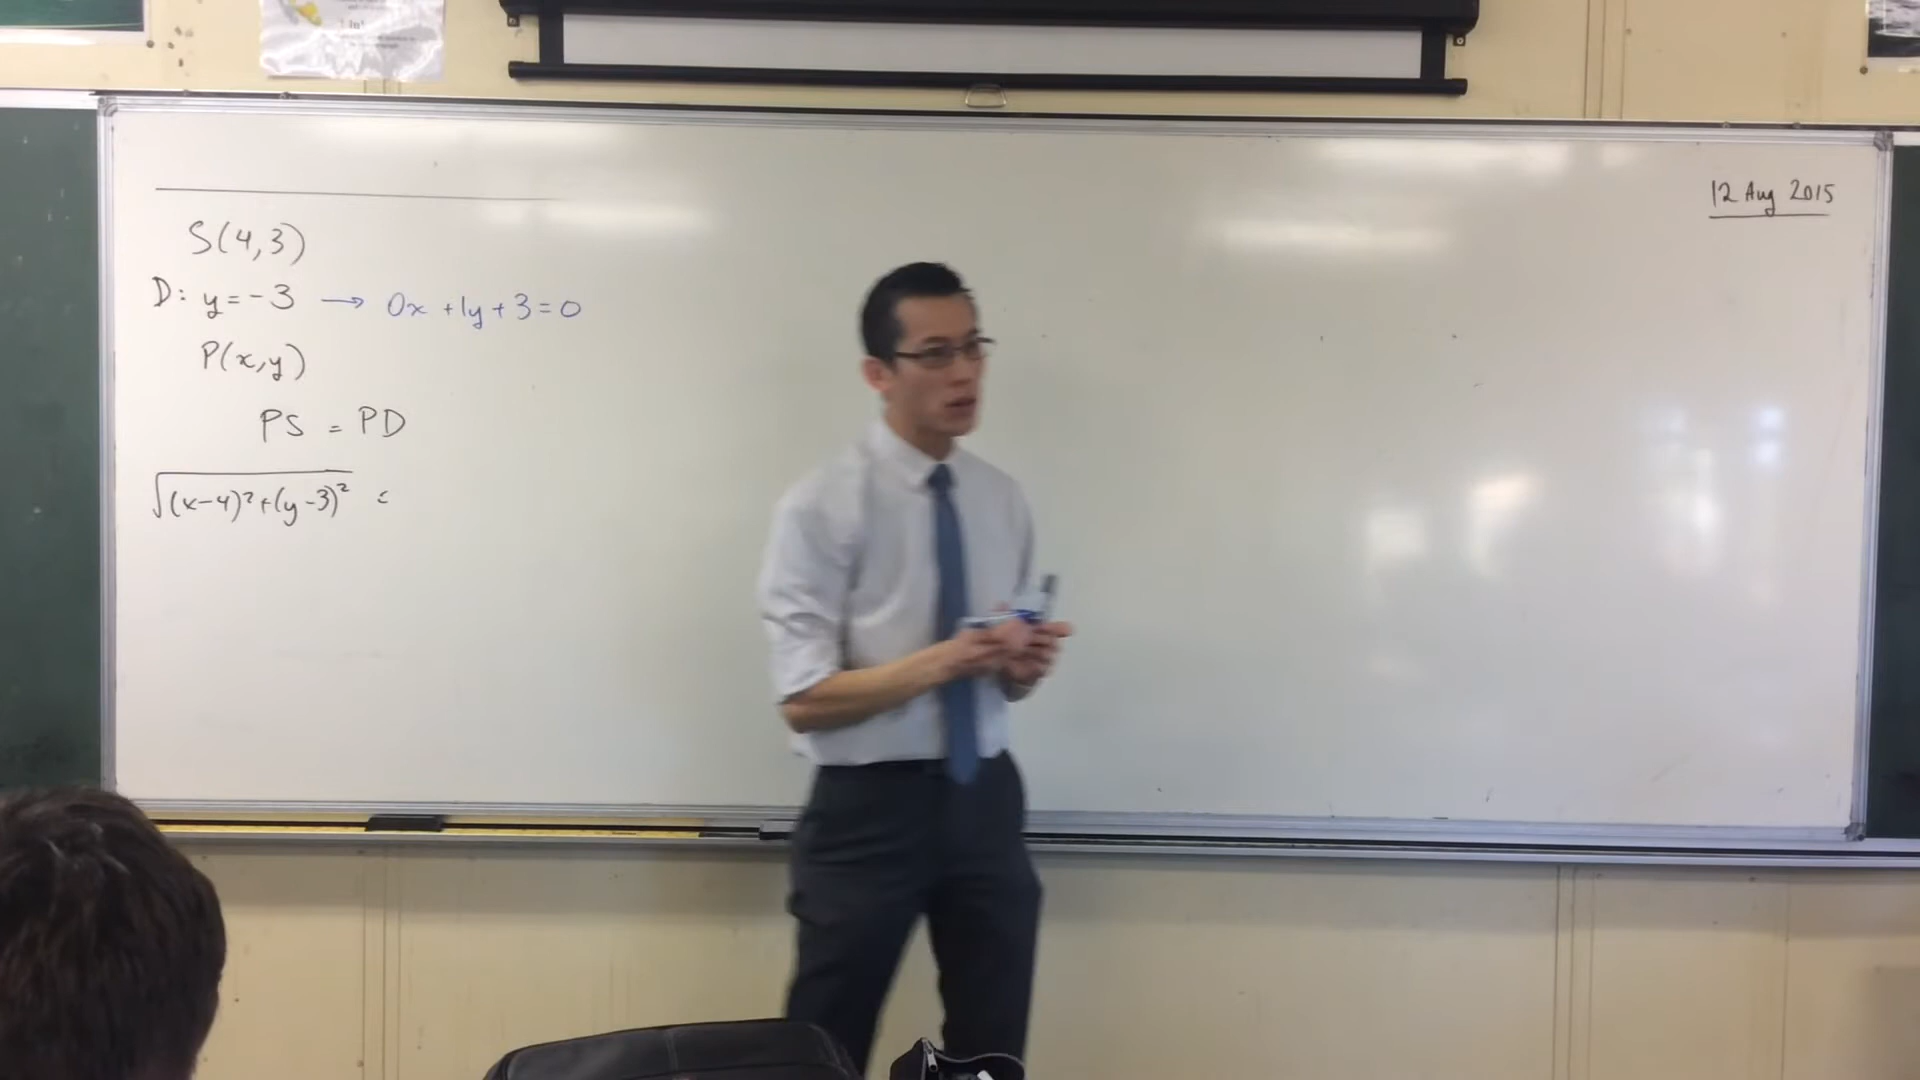 12 Aug 2015
S(4,3)
D: y = -3 → 0x + 1y + 3 = 0
P(x,y)
PS = PD
√(x-4)² + (y-3)² =